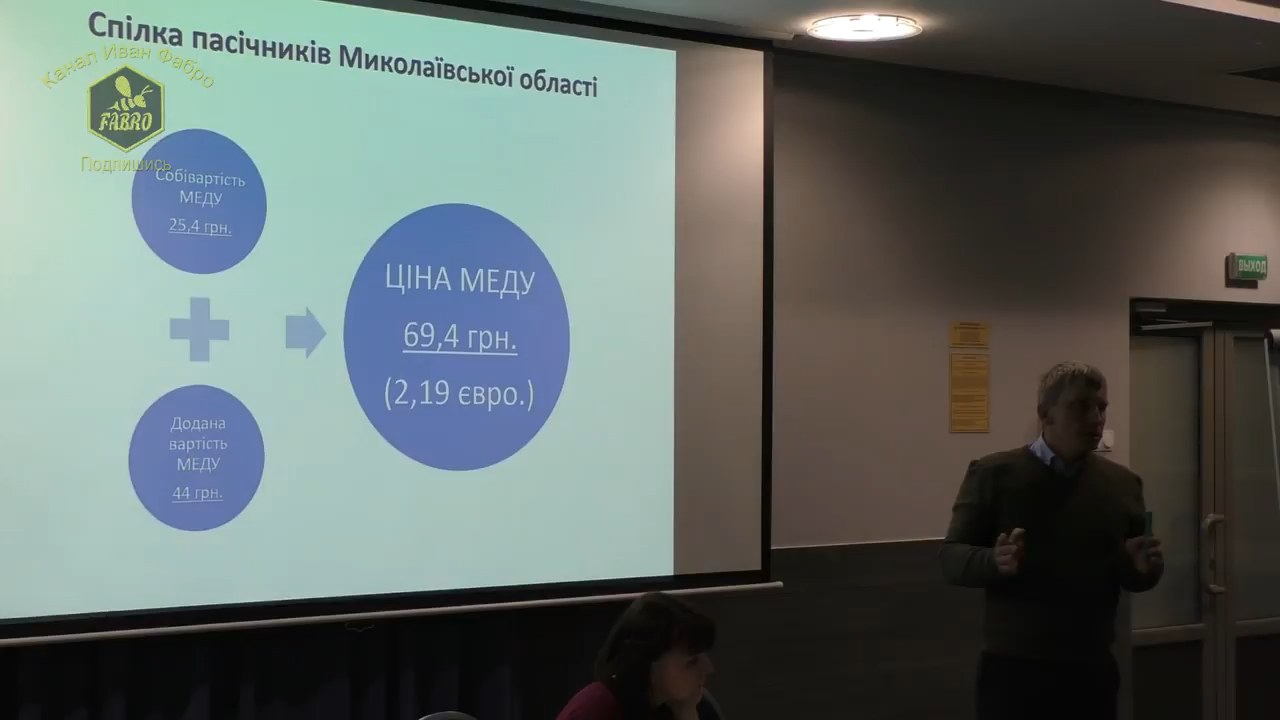 Спілка пасічників Миколаївської області
Канал Иван Фабро
FABRO
Подпишись
Собівартість
МЕДУ
25,4 грн.
Додана
вартість
МЕДУ
44 грн.
ЦІНА МЕДУ
69,4 грн.
(2,19 євро.)
ВЫХОД